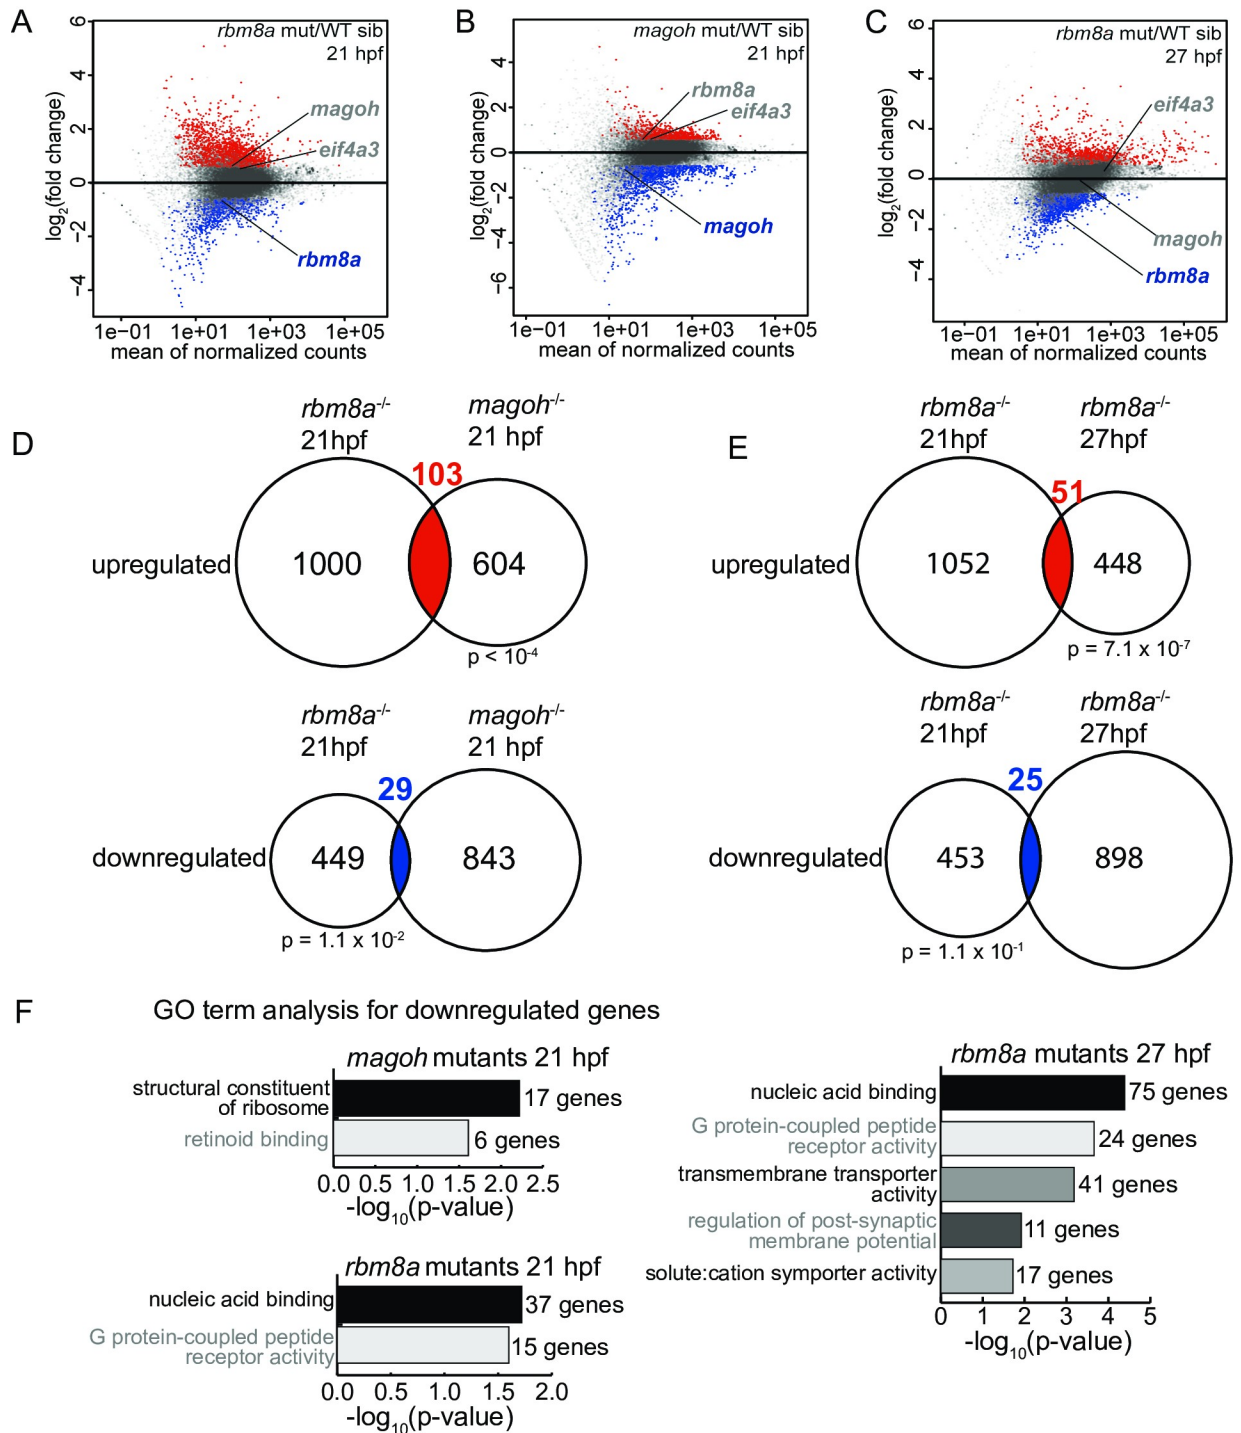 A
rbm8a mut/WT sib
21 hpf
magoh
eif4a3
rbm8a
log2(fold change)
6
4
2
0
−2
−4
1e−01 1e+01 1e+03 1e+05
mean of normalized counts
B
magoh mut/WT sib
21 hpf
rbm8a
eif4a3
magoh
log2(fold change)
4
2
0
−2
−4
−6
1e−01 1e+01 1e+03 1e+05
mean of normalized counts
C
rbm8a mut/WT sib
27 hpf
eif4a3
magoh
rbm8a
log2(fold change)
6
4
2
0
−2
−4
1e−01 1e+01 1e+03 1e+05
mean of normalized counts
D
rbm8a-/-
21hpf
magoh-/-
21 hpf
103
upregulated
1000
604
p < 10-4
rbm8a-/-
21hpf
magoh-/-
21 hpf
29
downregulated
449
843
p = 1.1 x 10-2
E
rbm8a-/-
21hpf
rbm8a-/-
27hpf
51
upregulated
1052
448
p = 7.1 x 10-7
rbm8a-/-
21hpf
rbm8a-/-
27hpf
25
downregulated
453
898
p = 1.1 x 10-1
F
GO term analysis for downregulated genes
magoh mutants 21 hpf
structural constituent
of ribosome
17 genes
retinoid binding
6 genes
0.0 0.5 1.0 1.5 2.0 2.5
-log10(p-value)
rbm8a mutants 21 hpf
nucleic acid binding
37 genes
G protein-coupled peptide
receptor activity
15 genes
0.0 0.5 1.0 1.5 2.0
-log10(p-value)
rbm8a mutants 27 hpf
nucleic acid binding
75 genes
G protein-coupled peptide
receptor activity
24 genes
transmembrane transporter
activity
41 genes
regulation of post-synaptic
membrane potential
11 genes
solute:cation symporter activity
17 genes
0 1 2 3 4 5
-log10(p-value)